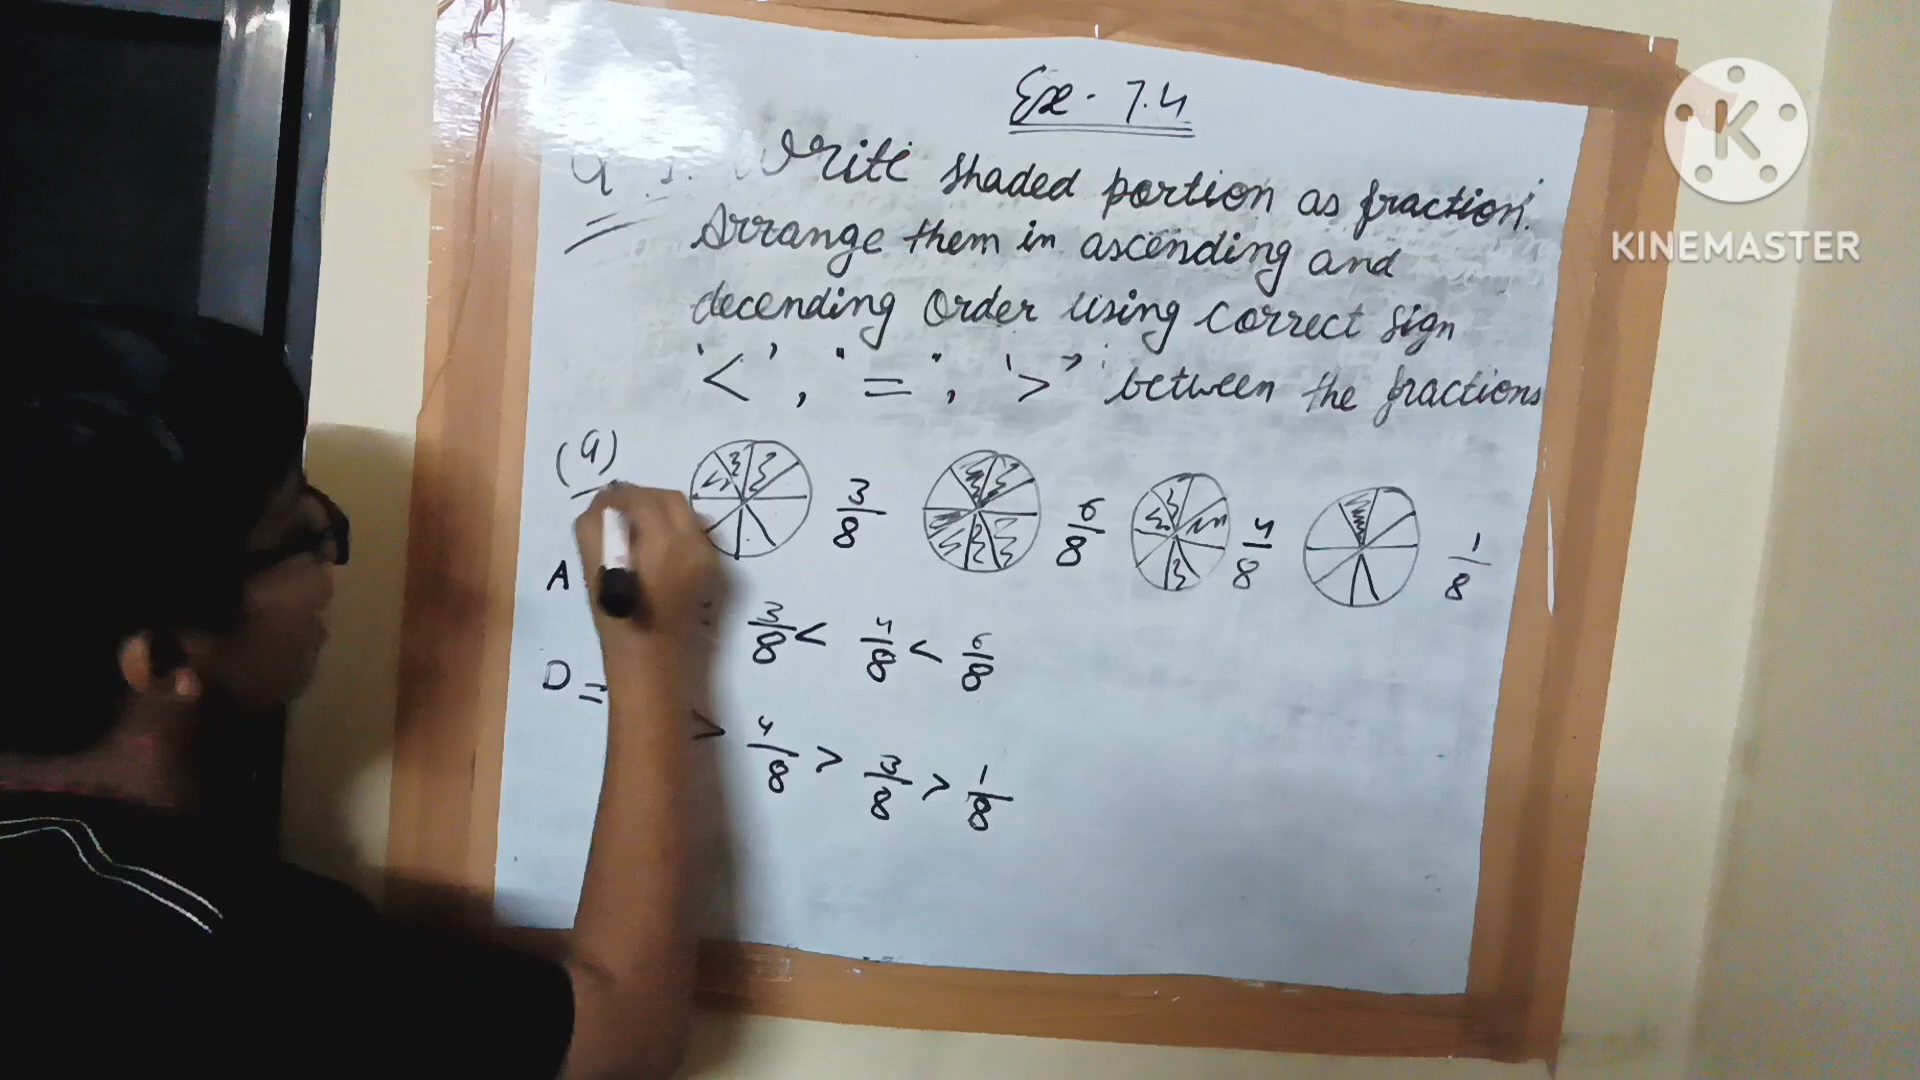 Ex - 7.4
Q 1. Write shaded portion as fraction.
Arrange them in ascending and
decending Order using correct sign
'<', '=', '>' between the fractions
(a) 3/8 6/8 4/8 1/8
A 3/8 < 4/8 < 6/8
D = > 4/8 > 3/8 > 1/8
K
KINEMASTER